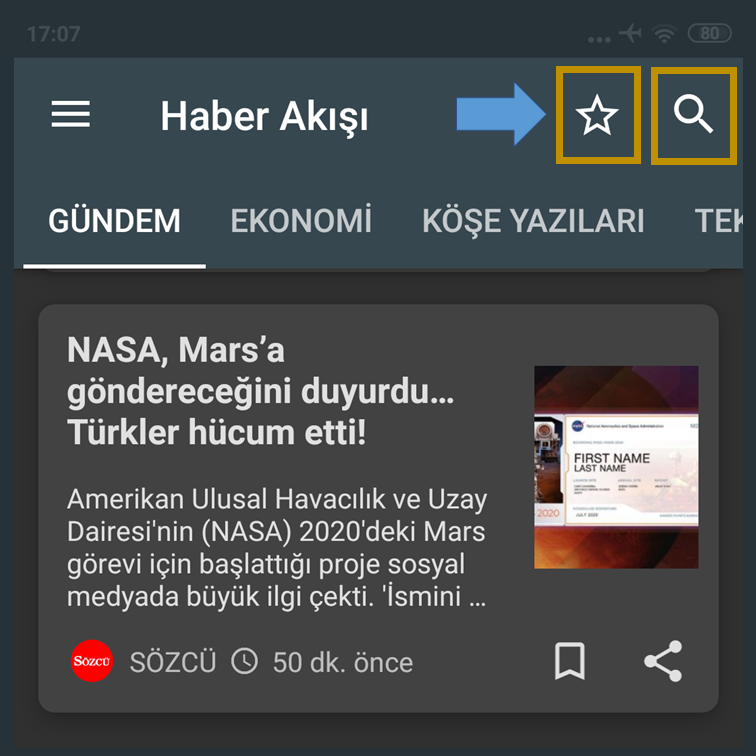 17:07
80
Haber Akışı
GÜNDEM EKONOMİ KÖŞE YAZILARI TEK
NASA, Mars’a
göndereceğini duyurdu...
Türkler hücum etti!
Amerikan Ulusal Havacılık ve Uzay
Dairesi'nin (NASA) 2020'deki Mars
görevi için başlattığı proje sosyal
medyada büyük ilgi çekti. 'İsmini ...
National Aeronautics and Space Administration
FIRST NAME
LAST NAME
2020
JULY 2020
SÖZCÜ
SÖZCÜ 50 dk. önce